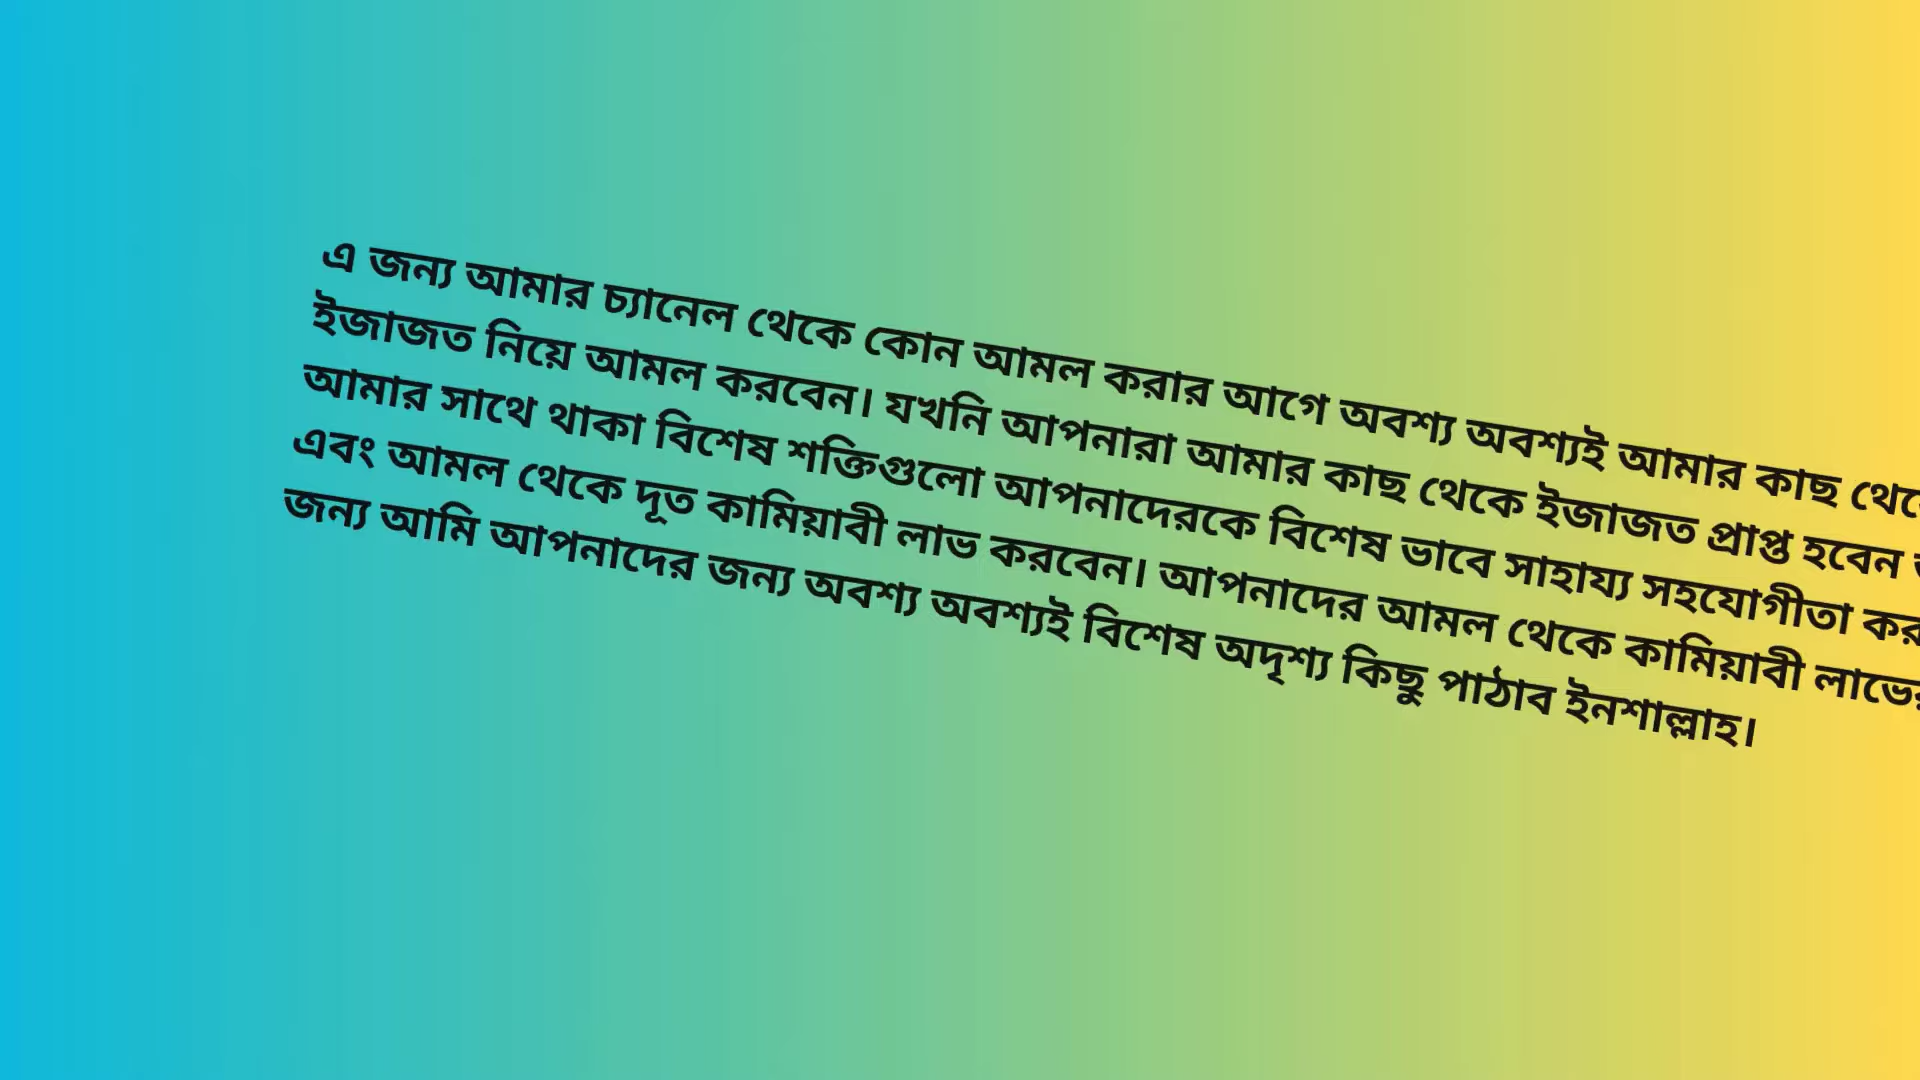 এ জন্য আমার চ্যানেল থেকে কোন আমল করার আগে অবশ্য অবশ্যই আমার কাছ
ইজাজত নিয়ে আমল করবেন। যখনি আপনারা আমার কাছ থেকে ইজাজত প্রাপ্ত হবেন
আমার সাথে থাকা বিশেষ শক্তিগুলো আপনাদেরকে বিশেষ ভাবে সাহায্য সহযোগীতা
এবং আমল থেকে দূত কামিয়াবী লাভ করবেন। আপনাদের আমল থেকে কামিয়াবী
জন্য আমি আপনাদের জন্য অবশ্য অবশ্যই বিশেষ অদৃশ্য কিছু পাঠাব ইনশাল্লাহ।